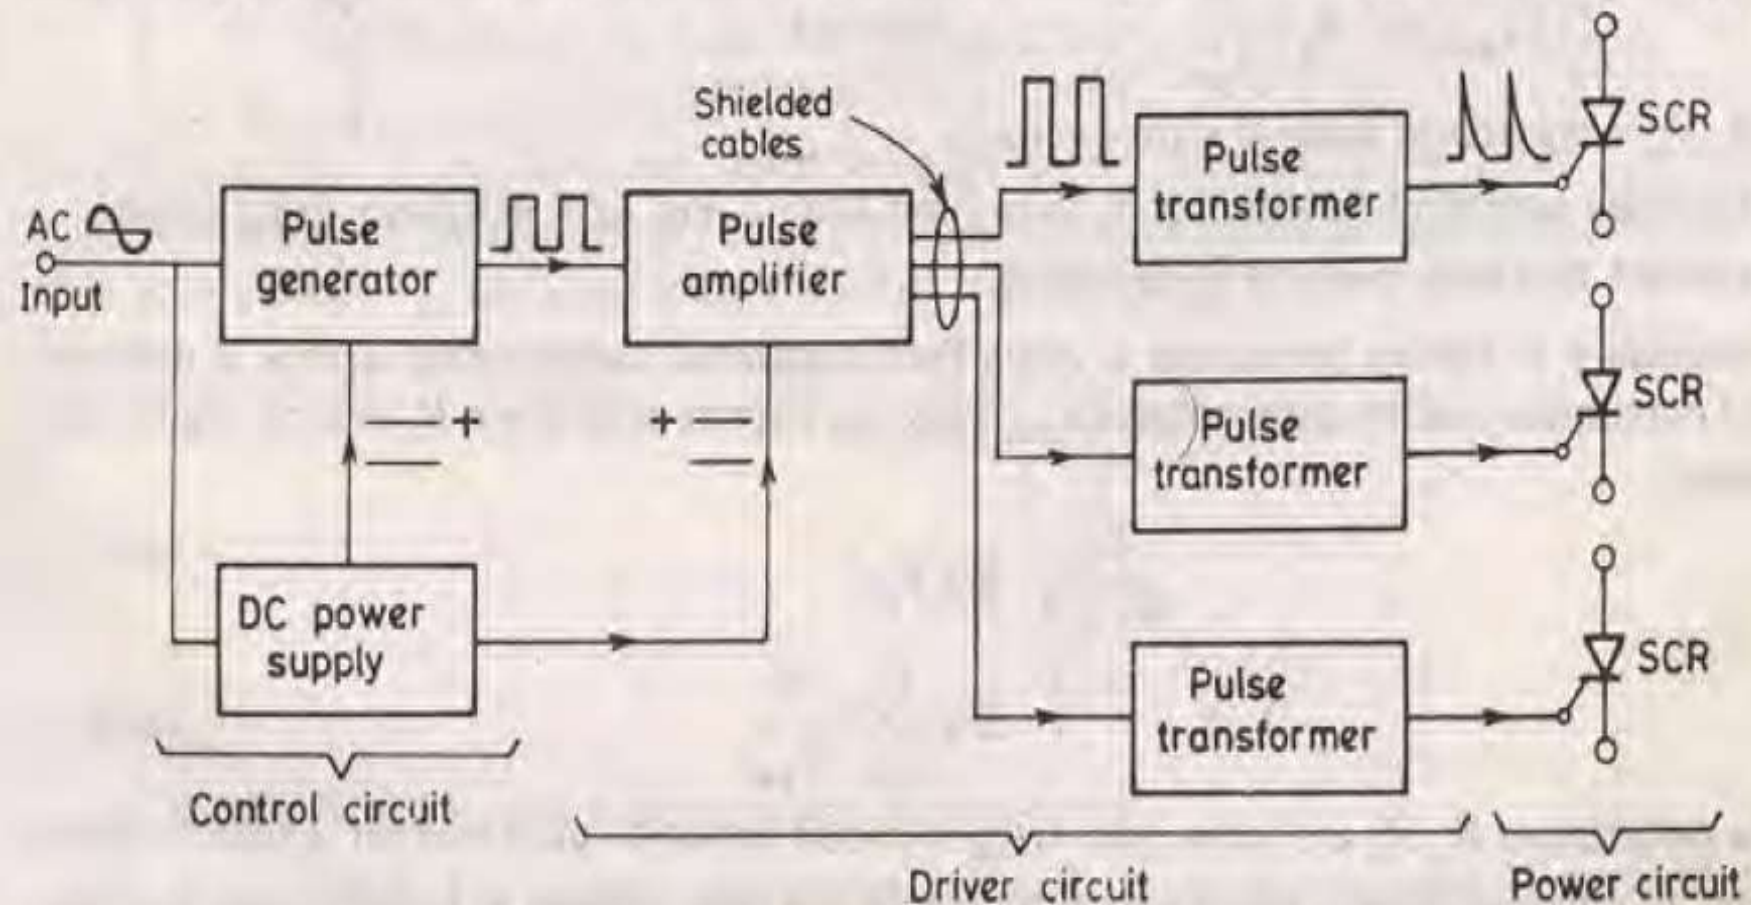 AC
Input
Pulse
generator
Pulse
amplifier
Shielded
cables
Pulse
transformer
SCR
+
+
Pulse
transformer
SCR
DC power
supply
Pulse
transformer
SCR
Control circuit
Driver circuit
Power circuit